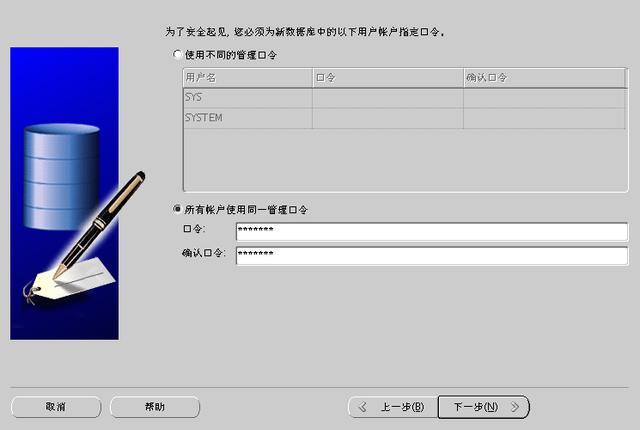 为了安全起见, 您必须为新数据库中的以下用户帐户指定口令。
使用不同的管理口令
用户名 口令 确认口令
SYS
SYSTEM
所有帐户使用同一管理口令
口令: *******
确认口令: *******
取消 帮助 上一步(B) 下一步(N)